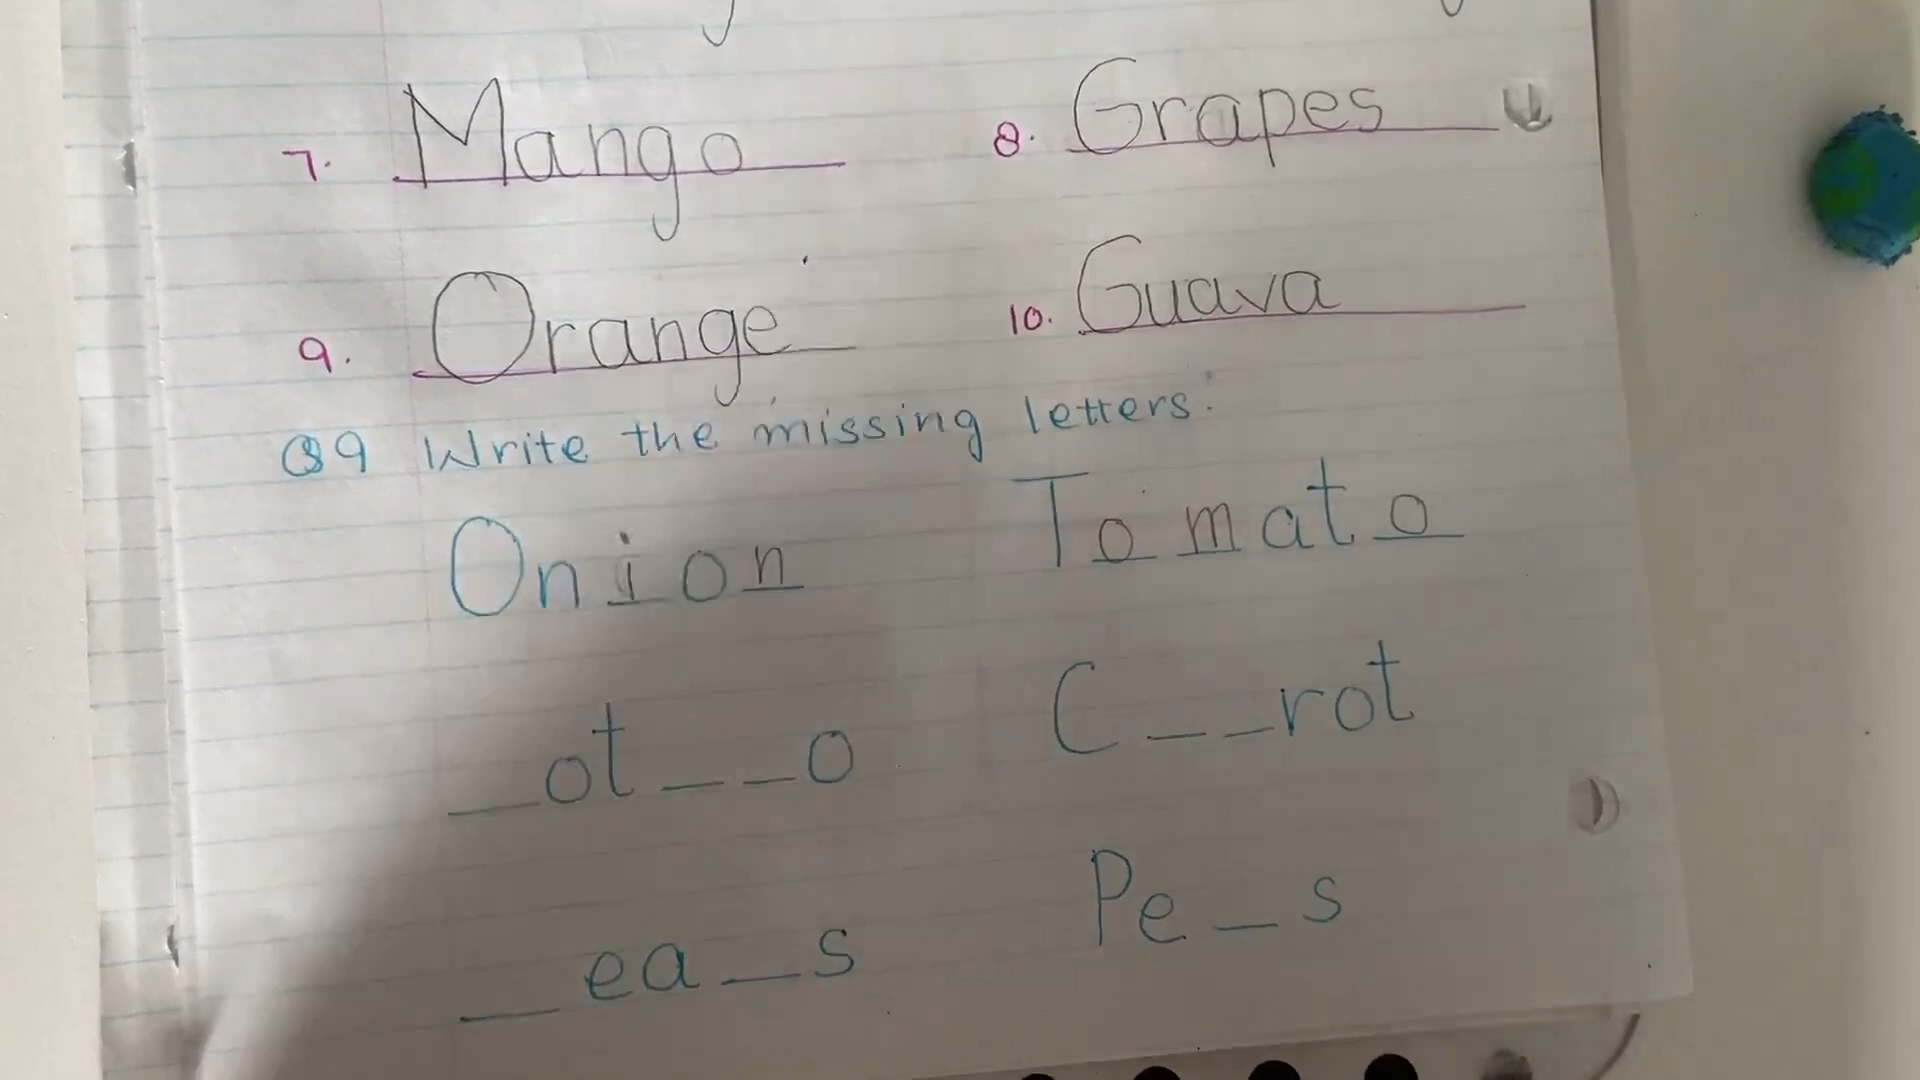 7. Mango 8. Grapes
9. Orange 10. Guava
Q9 Write the missing letters.
Onion Tomato
_ot__o C__rot
_ea_s Pe_s